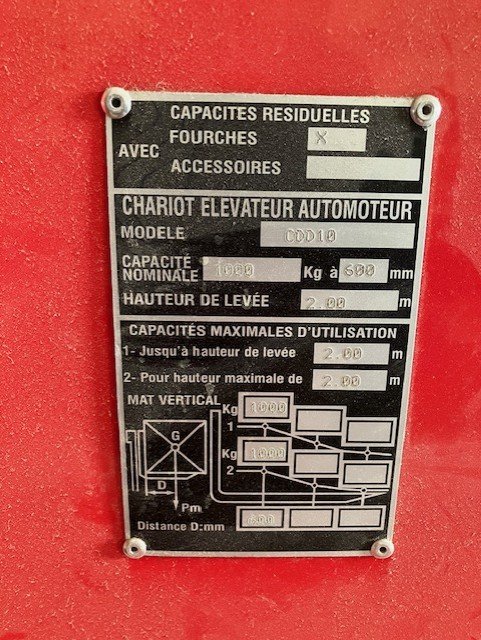 CAPACITES RESIDUELLES
AVEC
FOURCHES X
ACCESSOIRES
CHARIOT ELEVATEUR AUTOMOTEUR
MODELE CDD10
CAPACITÉ NOMINALE 1000 Kg à 600 mm
HAUTEUR DE LEVÉE 2.00 m
CAPACITÉS MAXIMALES D'UTILISATION
1- Jusqu'à hauteur de levée 2.00 m
2- Pour hauteur maximale de 2.00 m
MAT VERTICAL
Kg 1000
1
Kg 1000
2
G
D
Pm
Distance D:mm 600